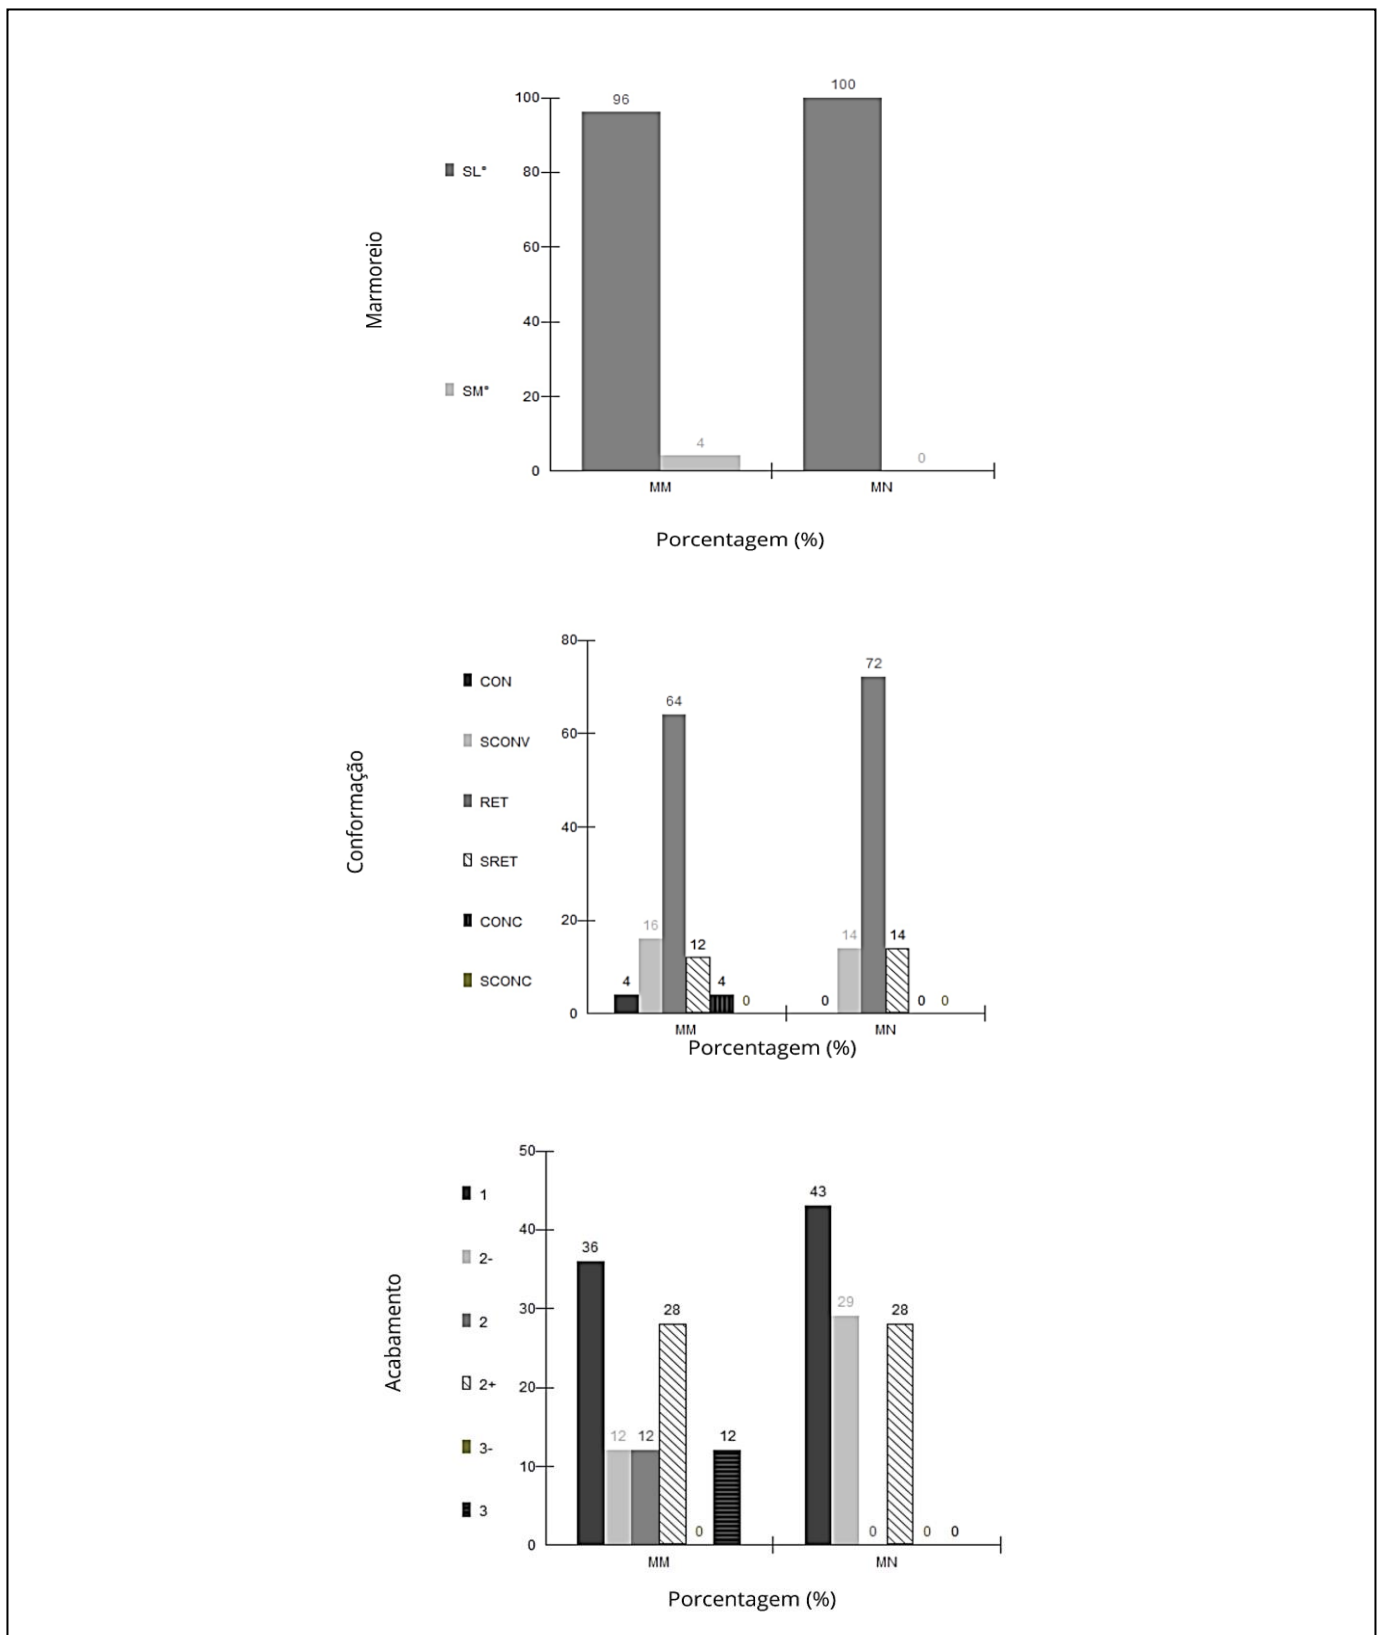 100
96
100
80
SL°
60
Marmoreio
40
SM°
20
4
0
0
MM
MN
Porcentagem (%)
80
72
CON
64
SCONV
60
RET
Conformação
40
SRET
CONC
20
16
14
14
12
SCONC
4
4
0
0
0
0
0
MM
MN
Porcentagem (%)
50
1
43
40
36
2-
30
29
28
28
2
Acabamento
2+
20
12
12
12
3-
10
3
0
0
0
0
0
MM
MN
Porcentagem (%)